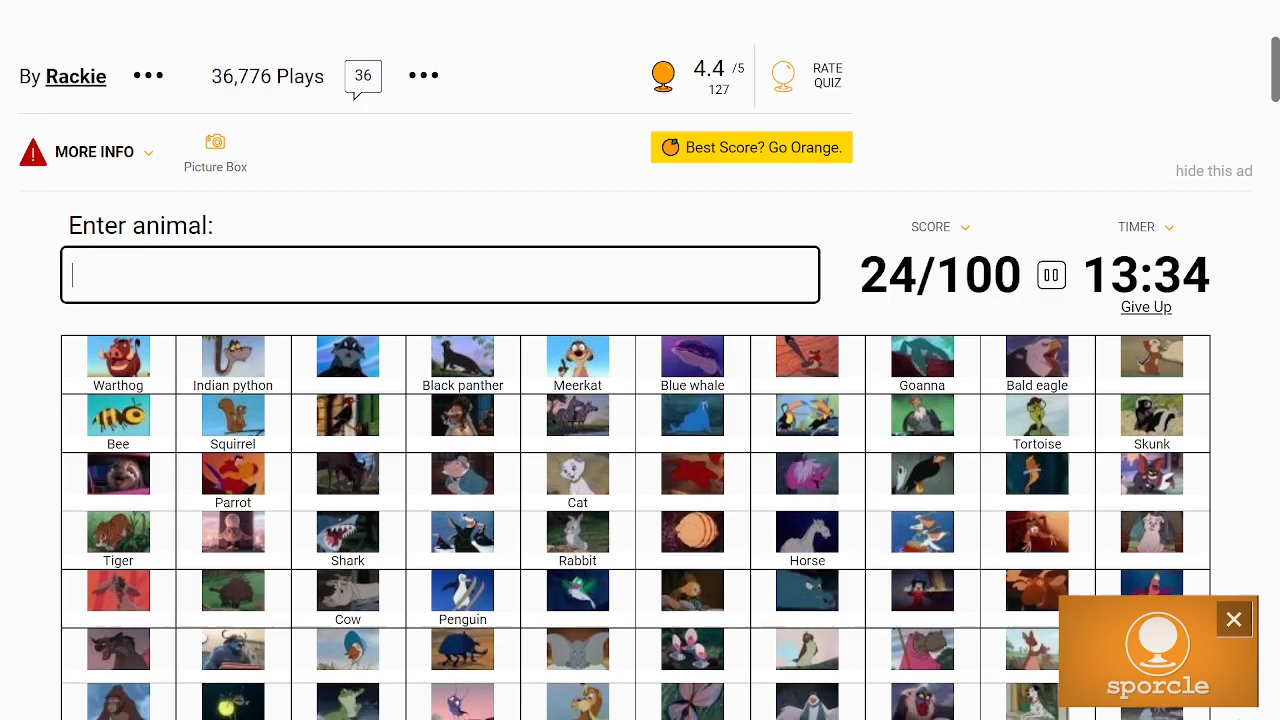 By Rackie ••• 36,776 Plays 36 •••
4.4 /5
127
RATE
QUIZ
MORE INFO
Picture Box
Best Score? Go Orange.
hide this ad
Enter animal:
SCORE
TIMER
24/100
13:34
Give Up
Warthog Indian python Black panther Meerkat Blue whale Goanna Bald eagle
Bee Squirrel Tortoise Skunk
Parrot Cat
Tiger Shark Rabbit Horse
Cow Penguin
sporcle